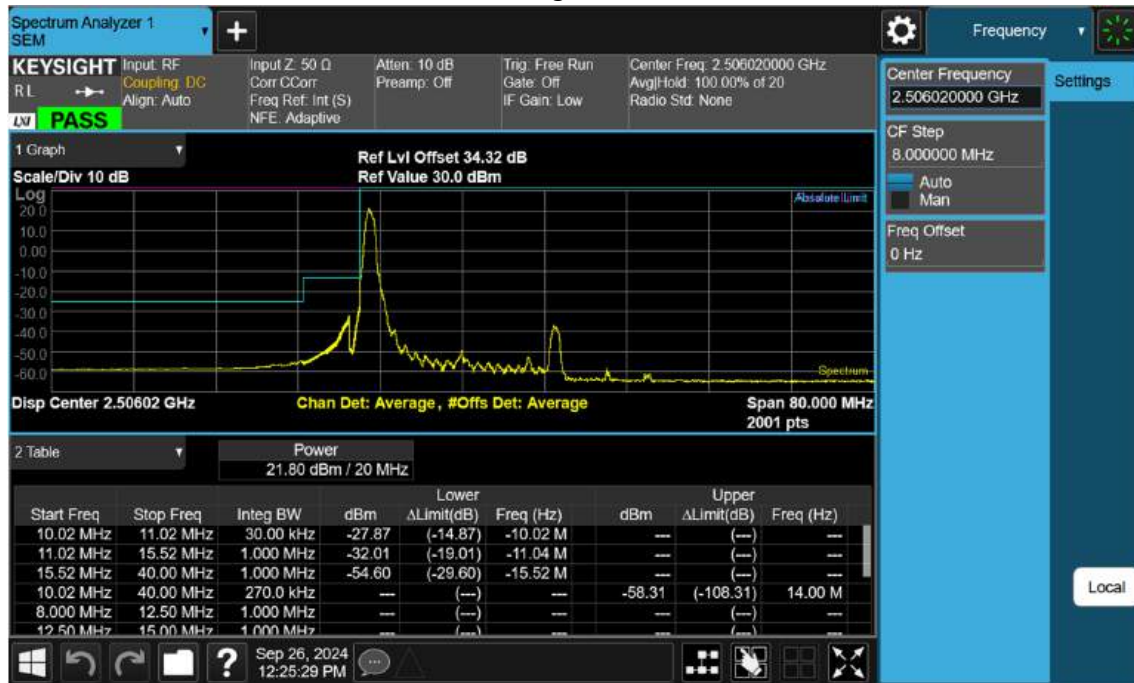 Spectrum Analyzer 1
SEM
Frequency
KEYSIGHT
RL
LXI
PASS
Input: RF
Coupling: DC
Align: Auto
Input Z: 50 Ω
Corr CCorr
Freq Ref: Int (S)
NFE: Adaptive
Atten: 10 dB
Preamp: Off
Trig: Free Run
Gate: Off
IF Gain: Low
Center Freq: 2.506020000 GHz
Avg|Hold: 100.00% of 20
Radio Std: None
Center Frequency
2.506020000 GHz
Settings
CF Step
8.000000 MHz
Auto
Man
Freq Offset
0 Hz
1 Graph
Scale/Div 10 dB
Ref Lvl Offset 34.32 dB
Ref Value 30.0 dBm
Log
Absolute Limit
20.0
10.0
0.00
-10.0
-20.0
-30.0
-40.0
-50.0
-60.0
Spectrum
Disp Center 2.50602 GHz
Chan Det: Average, #Offs Det: Average
Span 80.000 MHz
2001 pts
2 Table
Power
21.80 dBm / 20 MHz
Lower Upper
Start Freq Stop Freq Integ BW dBm ΔLimit(dB) Freq (Hz) dBm ΔLimit(dB) Freq (Hz)
10.02 MHz 11.02 MHz 30.00 kHz -27.87 (-14.87) -10.02 M --- (---) ---
11.02 MHz 15.52 MHz 1.000 MHz -32.01 (-19.01) -11.04 M --- (---) ---
15.52 MHz 40.00 MHz 1.000 MHz -54.60 (-29.60) -15.52 M --- (---) ---
10.02 MHz 40.00 MHz 270.0 kHz --- (---) --- -58.31 (-108.31) 14.00 M
8.000 MHz 12.50 MHz 1.000 MHz --- (---) --- --- (---) ---
12.50 MHz 15.00 MHz 1.000 MHz --- (---) --- --- (---) ---
Local
Sep 26, 2024
12:25:29 PM